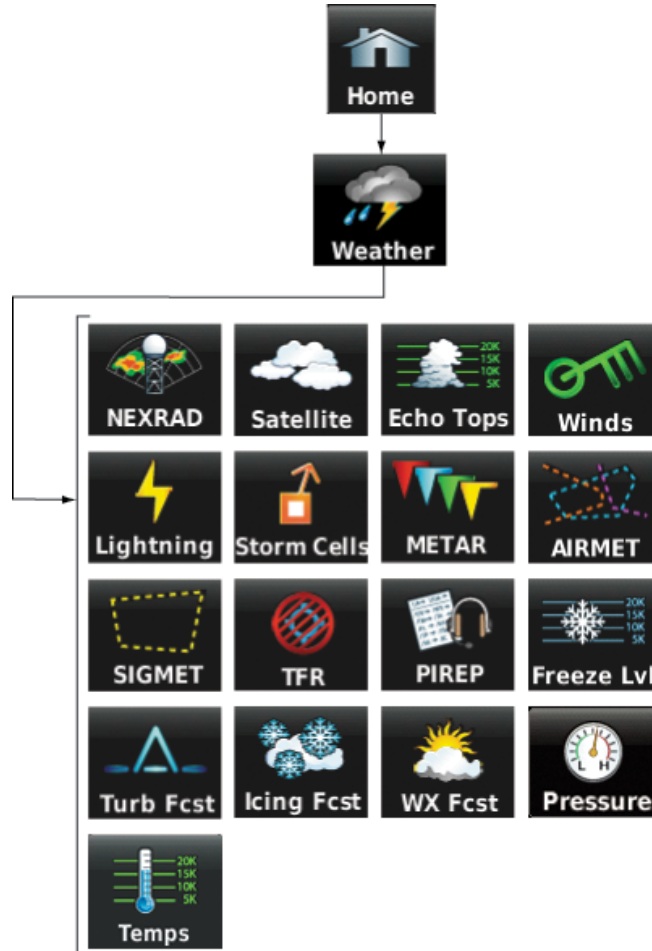 Home
Weather
20K
15K
10K
5K
NEXRAD Satellite Echo Tops Winds
Lightning Storm Cells METAR AIRMET
20K
15K
10K
5K
SIGMET TFR PIREP Freeze Lvl
L H
Turb Fcst Icing Fcst WX Fcst Pressure
20K
15K
10K
5K
Temps